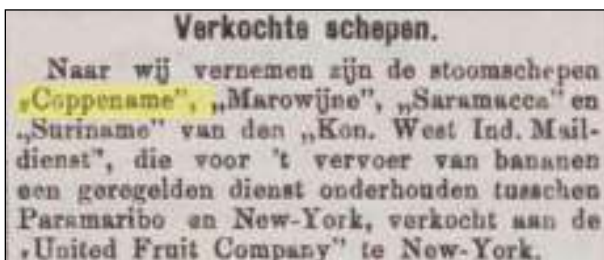 Verkochte schepen.
Naar wij vernemen zijn de stoomschepen
„Coppename”, „Marowijne”, „Saramacca” en
„Suriname” van den „Kon. West Ind. Mail-
dienst”, die voor 't vervoer van bananen
een geregelden dienst onderhouden tusschen
Paramaribo en New-York, verkocht aan de
„United Fruit Company” te New-York.